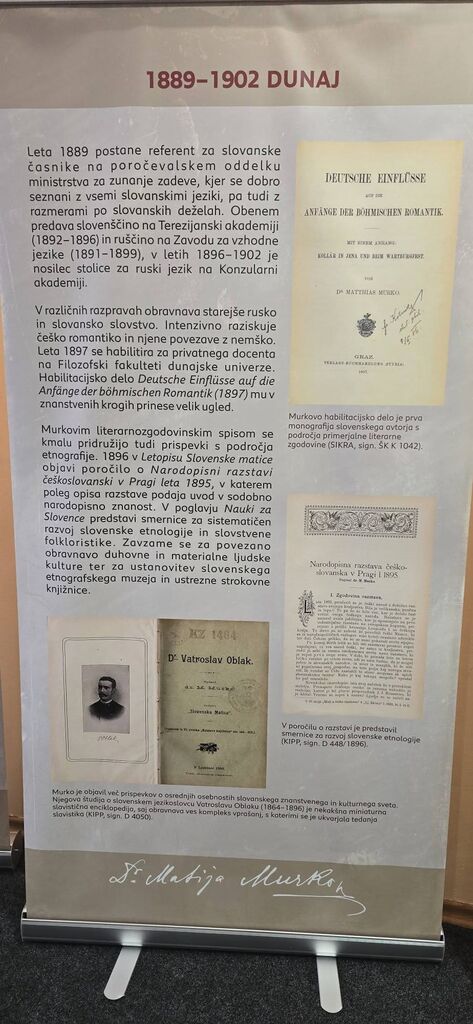 1889–1902 DUNAJ
Leta 1889 postane referent za slovanske
časnike na poročevalskem oddelku
ministrstva za zunanje zadeve, kjer se dobro
seznani z vsemi slovanskimi jeziki, pa tudi z
razmerami po slovanskih deželah. Obenem
predava slovenščino na Terezijanski akademiji
(1892–1896) in ruščino na Zavodu za vzhodne
jezike (1891–1899), v letih 1896–1902 je
nosilec stolice za ruski jezik na Konzularni
akademiji.
V različnih razpravah obravnava starejše rusko
in slovansko slovstvo. Intenzivno raziskuje
češko romantiko in njene povezave z nemško.
Leta 1897 se habilitira za privatnega docenta
na Filozofski fakulteti dunajske univerze.
Habilitacijsko delo Deutsche Einflüsse auf die
Anfänge der böhmischen Romantik (1897) mu v
znanstvenih krogih prinese velik ugled.
Murkovim literarnozgodovinskim spisom se
kmalu pridružijo tudi prispevki s področja
etnografije. 1896 v Letopisu Slovenske matice
objavi poročilo o Narodopisni razstavi
češkoslovanski v Pragi leta 1895, v katerem
poleg opisa razstave podaja uvod v sodobno
narodopisno znanost. V poglavju Nauki za
Slovence predstavi smernice za sistematičen
razvoj slovenske etnologije in slovstvene
folkloristike. Zavzame se za povezano
obravnavo duhovne in materialne ljudske
kulture ter za ustanovitev slovenskega
etnografskega muzeja in ustrezne strokovne
knjižnice.
DEUTSCHE EINFLÜSSE
AUF DIE
ANFÄNGE DER BÖHMISCHEN ROMANTIK.
MIT EINEM ANHANG:
KOLLÁR IN JENA UND BEIM WARTBURGFEST.
VON
DR. MATTHIAS MURKO.
GRAZ.
VERLAGS-BUCHHANDLUNG STYRIA
1897.
Murkovo habilitacijsko delo je prva
monografija slovenskega avtorja s
področja primerjalne literarne
zgodovine (SIKRA, sign. ŠK K 1042).
Narodopisna razstava češko-
slovanska v Pragi l. 1895.
I. Zgodovina razstave.
V poročilu o razstavi je predstavil
smernice za razvoj slovenske etnologije
(KIPP, sign. D 448/1896).
Dr. Vatroslav Oblak.
„Slovenska Matica“
V Ljubljani
Murko je objavil več prispevkov o osrednjih osebnostih slovanskega znanstvenega in kulturnega sveta.
Njegova študija o slovenskem jezikoslovcu Vatroslavu Oblaku (1864–1896) je nekakšna miniaturna
slavistična enciklopedija, saj obravnava ves kompleks vprašanj, s katerimi se je ukvarjala tedanja
slavistika (KIPP, sign. D 4050).
Dr. Matija Murko